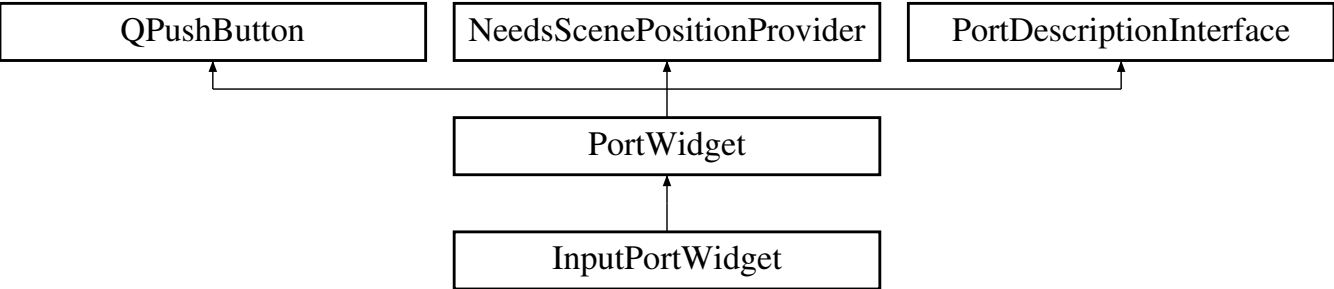 QPushButton
NeedsScenePositionProvider
PortDescriptionInterface
PortWidget
InputPortWidget